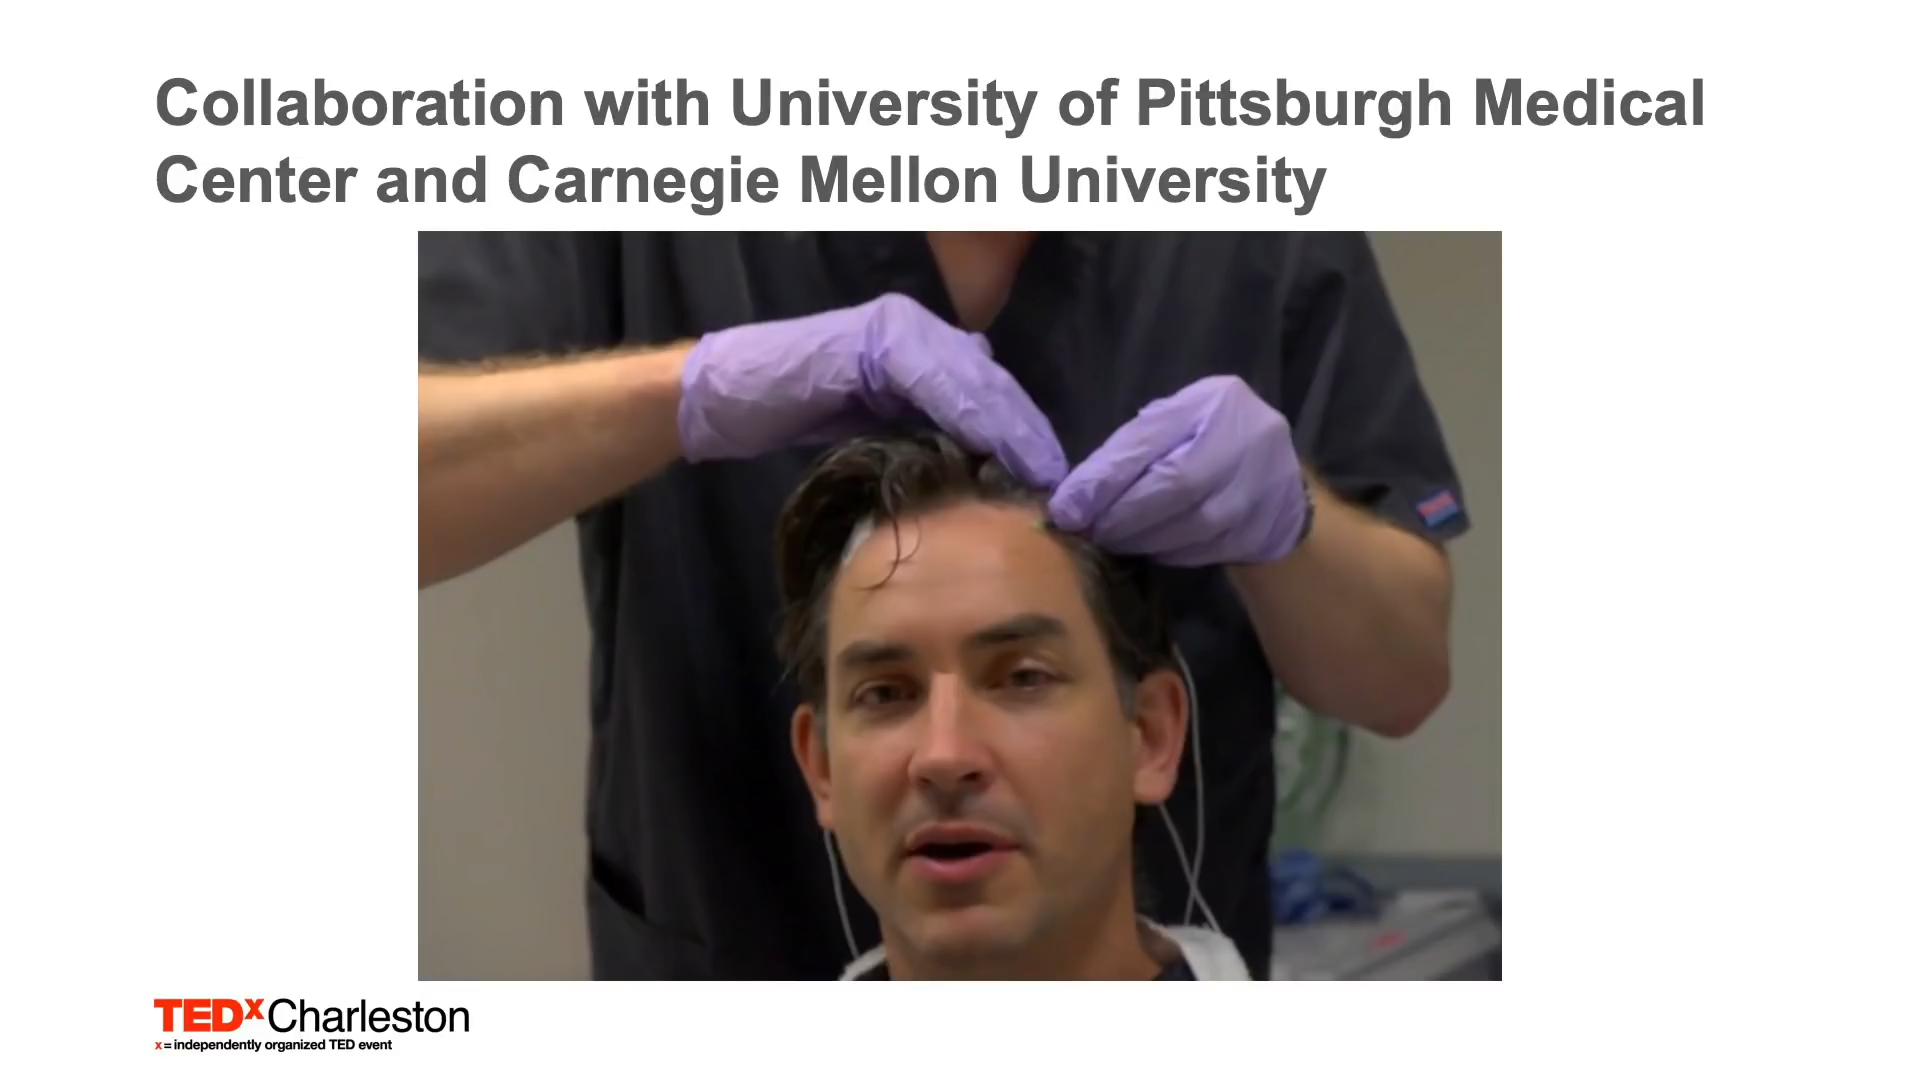 Collaboration with University of Pittsburgh Medical
Center and Carnegie Mellon University
TEDxCharleston
x = independently organized TED event